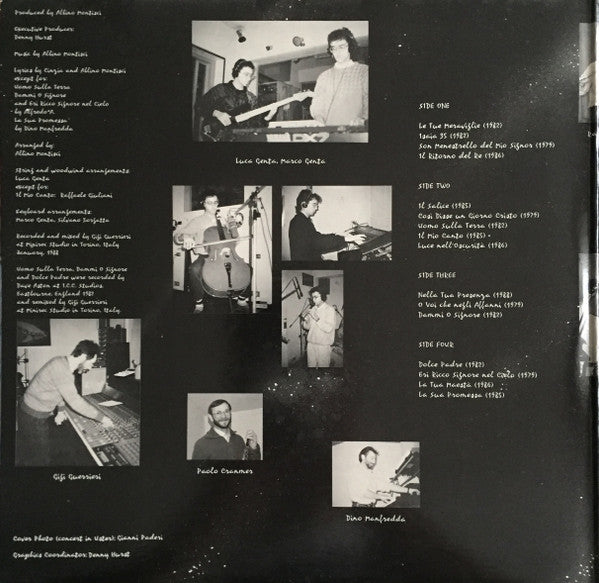 Produced by Albino Montisci
Executive Producer:
Denny Hurst
Music by Albino Montisci
Lyrics by Cinzia and Albino Montisci
except for:
Uomo Sulla Terra
Dammi O Signore
and Eri Ricco Signore nel Cielo
by Alfredo R.
La Sua Promessa
by Dino Manfredda
Arranged by:
Albino Montisci
String and woodwind arrangements:
Luca Genta
except for:
Il Mio Canto: Raffaele Giuliani
Keyboard arrangements:
Marco Genta, Silvano
Recorded and mixed by Gigi Guerrieri
at Minirec Studio in Torino, Italy
January, 1988
Uomo Sulla Terra, Dammi O Signore
and Dolce Padre were recorded by
Dave Aston at I.C.C. Studios
Eastbourne, England 1982
and remixed by Gigi Guerrieri
at Minirec Studio in Torino, Italy.
DX7
Luca Genta, Marco Genta
SIDE ONE
Le Tue Meraviglie (1982)
Isaia 35 (1982)
Son Menestrello del Mio Signor (1979)
Il Ritorno del Re (1986)
SIDE TWO
Il Salice (1985)
Così Disse un Giorno Cristo (1979)
Uomo Sulla Terra (1982)
Il Mio Canto (1985)
Luce nell'Oscurità (1986)
SIDE THREE
Nella Tua Presenza (1988)
O Voi che negli Affanni (1979)
Dammi O Signore (1982)
SIDE FOUR
Dolce Padre (1982)
Eri Ricco Signore nel Cielo (1979)
La Tua Maestà (1986)
La Sua Promessa (1985)
Gigi Guerrieri
Paolo Cranmer
Dino Manfredda
Cover Photo (concert in Uster): Gianni Paderi
Graphics Coordinator: Denny Hurst